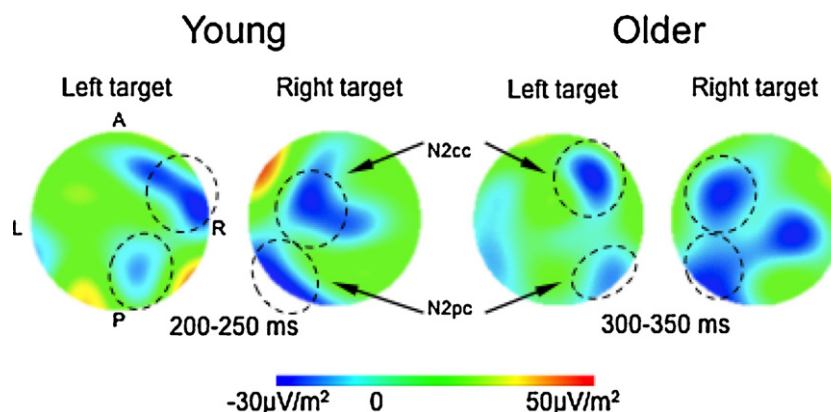 Young Older
Left target Right target Left target Right target
A
N2cc
L R
N2pc
P
200-250 ms 300-350 ms
-30µV/m² 0 50µV/m²